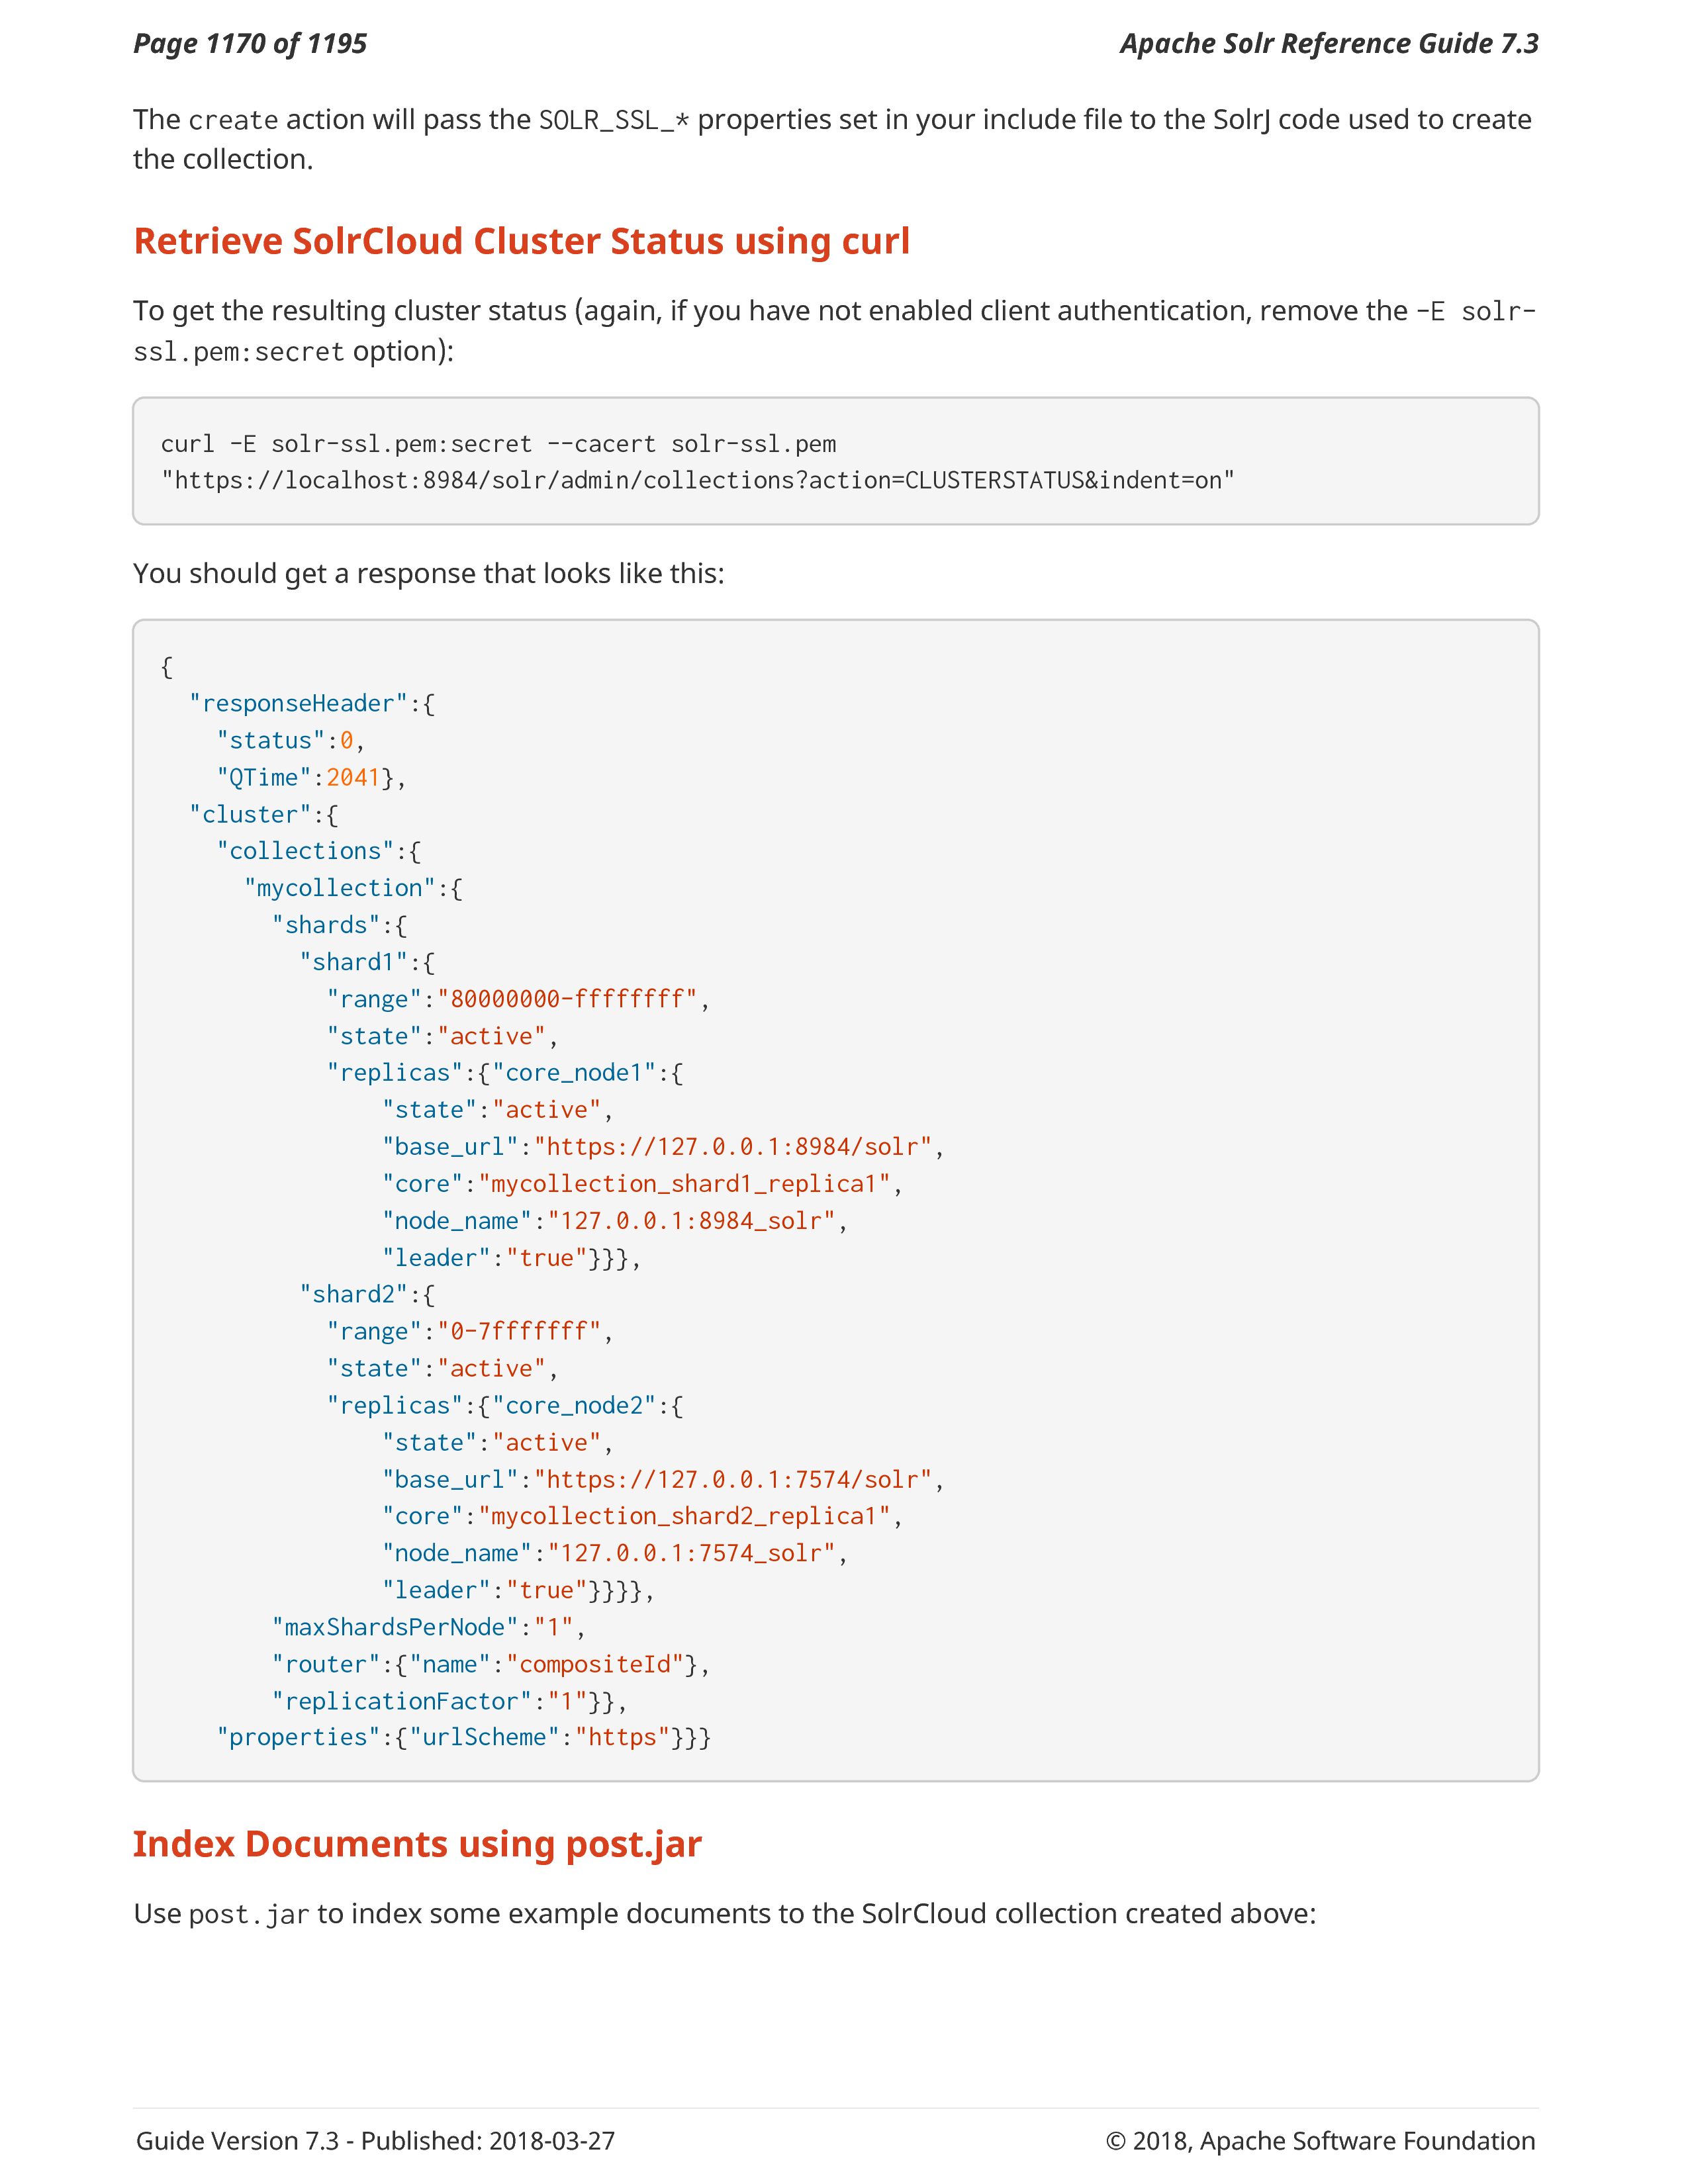 Page 1170 of 1195
Apache Solr Reference Guide 7.3
The create action will pass the SOLR_SSL_* properties set in your include file to the SolrJ code used to create
the collection.
Retrieve SolrCloud Cluster Status using curl
To get the resulting cluster status (again, if you have not enabled client authentication, remove the -E solr-
ssl.pem:secret option):
curl -E solr-ssl.pem:secret --cacert solr-ssl.pem
"https://localhost:8984/solr/admin/collections?action=CLUSTERSTATUS&indent=on"
You should get a response that looks like this:
{
  "responseHeader":{
    "status":0,
    "QTime":2041},
  "cluster":{
    "collections":{
      "mycollection":{
        "shards":{
          "shard1":{
            "range":"80000000-ffffffff",
            "state":"active",
            "replicas":{"core_node1":{
                "state":"active",
                "base_url":"https://127.0.0.1:8984/solr",
                "core":"mycollection_shard1_replica1",
                "node_name":"127.0.0.1:8984_solr",
                "leader":"true"}}},
          "shard2":{
            "range":"0-7fffffff",
            "state":"active",
            "replicas":{"core_node2":{
                "state":"active",
                "base_url":"https://127.0.0.1:7574/solr",
                "core":"mycollection_shard2_replica1",
                "node_name":"127.0.0.1:7574_solr",
                "leader":"true"}}}},
        "maxShardsPerNode":"1",
        "router":{"name":"compositeId"},
        "replicationFactor":"1"}},
    "properties":{"urlScheme":"https"}}}
Index Documents using post.jar
Use post.jar to index some example documents to the SolrCloud collection created above:
Guide Version 7.3 - Published: 2018-03-27
© 2018, Apache Software Foundation